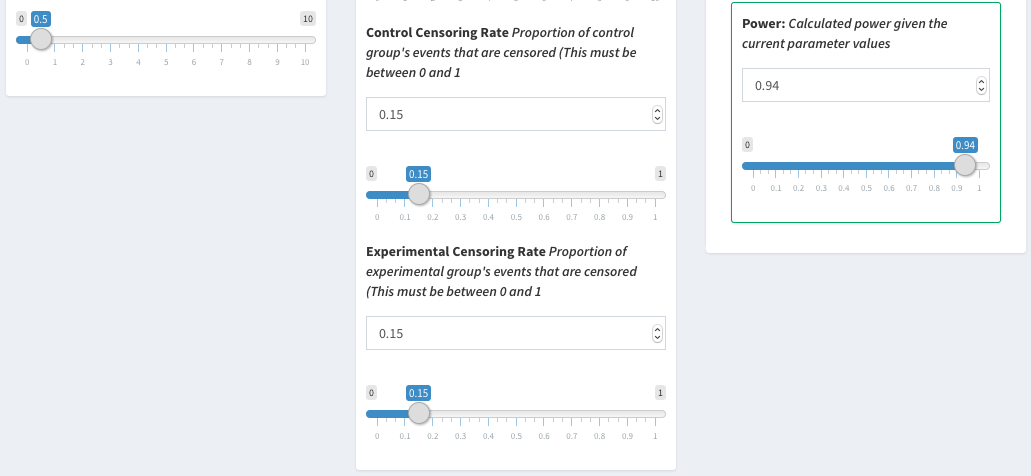 0 0.5 10
0 1 2 3 4 5 6 7 8 9 10
Control Censoring Rate Proportion of control
group's events that are censored (This must be
between 0 and 1
0.15
0 0.15 1
0 0.1 0.2 0.3 0.4 0.5 0.6 0.7 0.8 0.9 1
Experimental Censoring Rate Proportion of
experimental group's events that are censored
(This must be between 0 and 1
0.15
0 0.15 1
0 0.1 0.2 0.3 0.4 0.5 0.6 0.7 0.8 0.9 1
Power: Calculated power given the
current parameter values
0.94
0 0.94
0 0.1 0.2 0.3 0.4 0.5 0.6 0.7 0.8 0.9 1